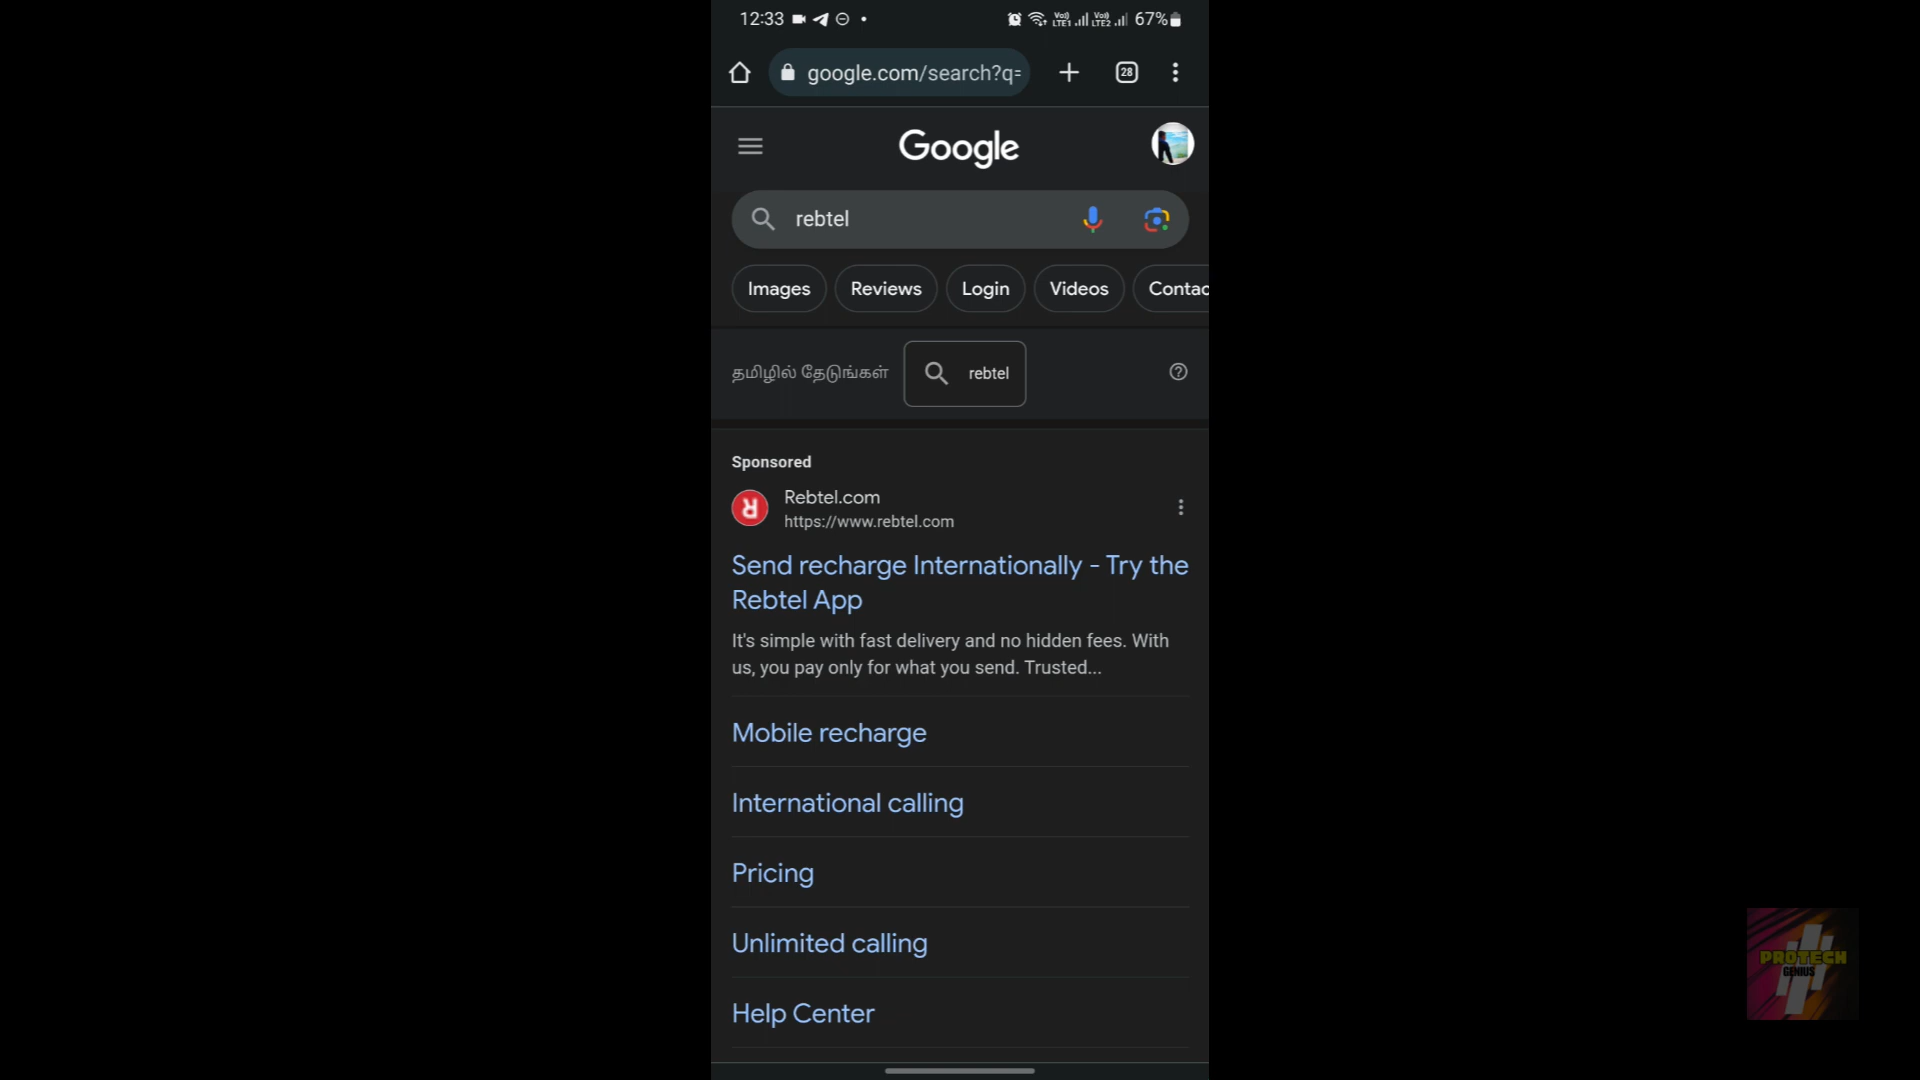 12:33 67%
google.com/search?q= 28
Google
rebtel
Images Reviews Login Videos Contac
தமிழில் தேடுங்கள் rebtel
Sponsored
Rebtel.com
https://www.rebtel.com
Send recharge Internationally - Try the
Rebtel App
It's simple with fast delivery and no hidden fees. With
us, you pay only for what you send. Trusted...
Mobile recharge
International calling
Pricing
Unlimited calling
Help Center
PROTECH
GENIUS